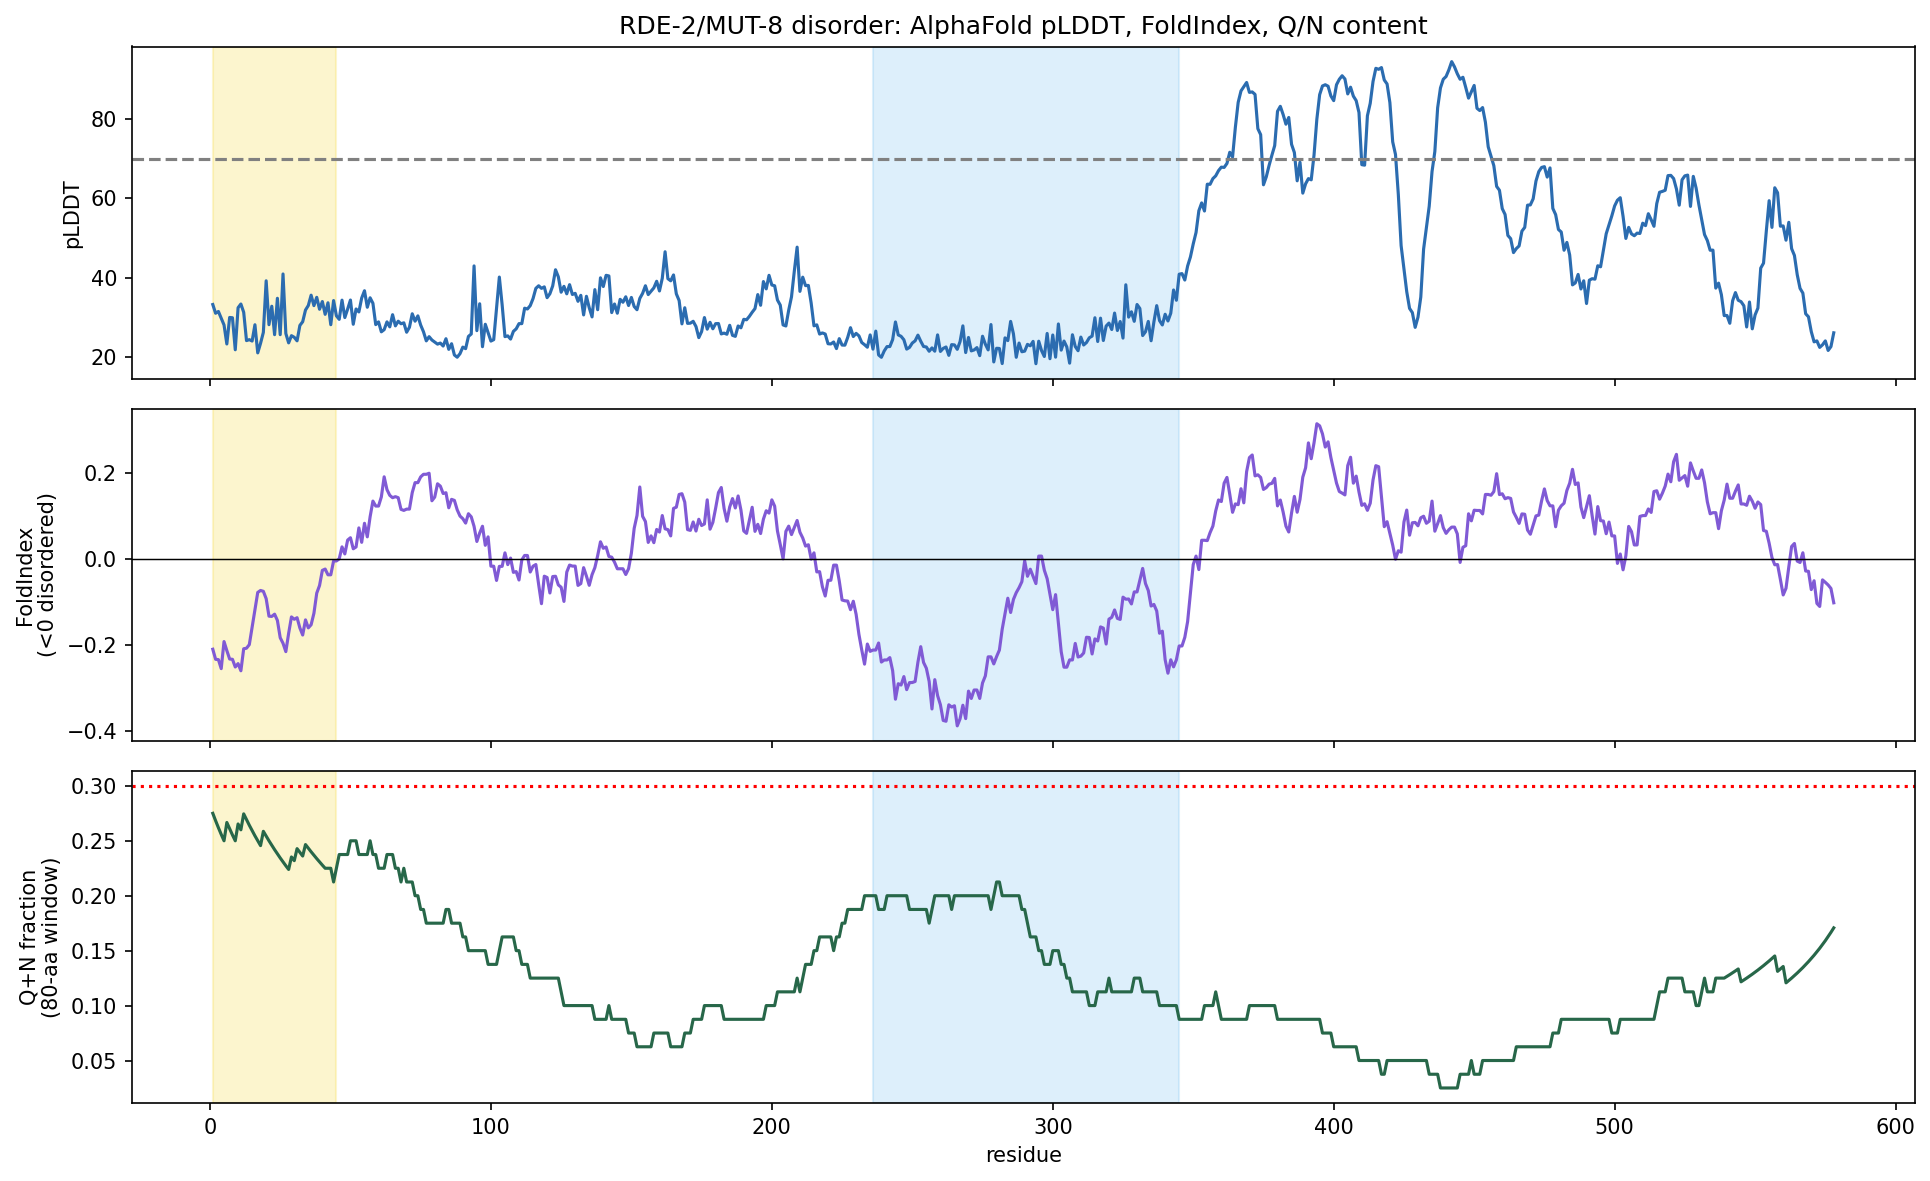 RDE-2/MUT-8 disorder: AlphaFold pLDDT, FoldIndex, Q/N content
pLDDT
80
60
40
20
FoldIndex
(<0 disordered)
0.2
0.0
−0.2
−0.4
Q+N fraction
(80-aa window)
0.30
0.25
0.20
0.15
0.10
0.05
0 100 200 300 400 500 600
residue